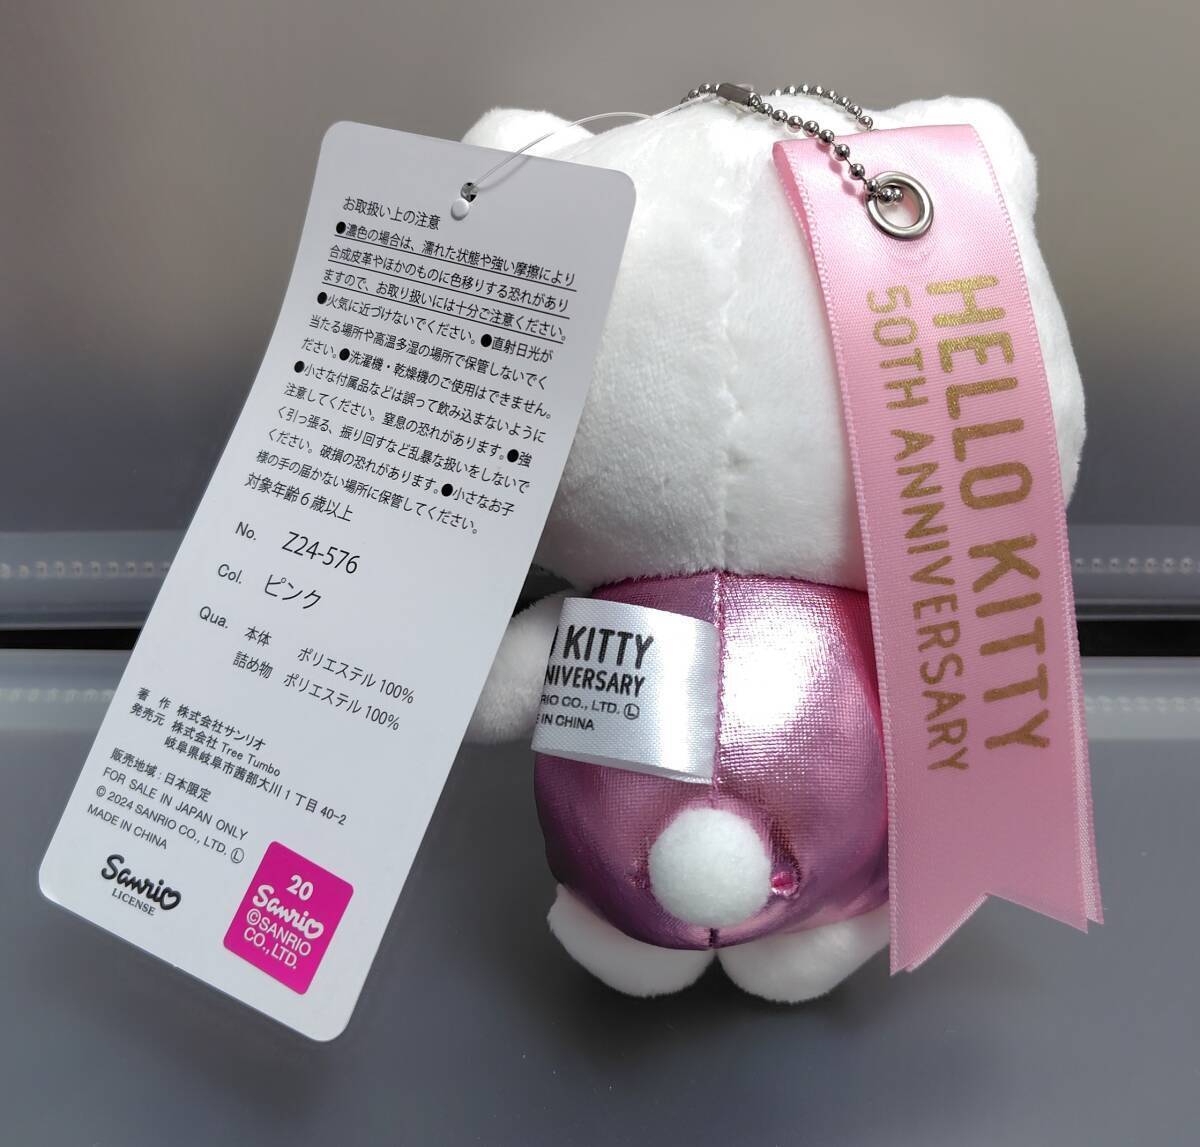 お取扱い上の注意
●濃色の場合は、濡れた状態や強い摩擦により
合成皮革やほかのものに色移りする恐れがあり
ますので、お取り扱いには十分ご注意ください。
●火気に近づけないでください。●直射日光が
当たる場所や高温多湿の場所で保管しないでく
ださい。●洗濯機・乾燥機のご使用はできません。
●小さな付属品などは誤って飲み込まないように
注意してください。窒息の恐れがあります。●強
く引っ張る、振り回すなど乱暴な扱いをしないで
ください。破損の恐れがあります。●小さなお子
様の手の届かない場所に保管してください。
対象年齢6歳以上
No. Z24-576
Col. ピンク
Qua. 本体 ポリエステル100%
詰め物 ポリエステル100%
著作 株式会社サンリオ
発売元 株式会社Tree Tumbo
岐阜県岐阜市茜部大川1丁目40-2
販売地域:日本限定
FOR SALE IN JAPAN ONLY
© 2024 SANRIO CO., LTD. Ⓛ
MADE IN CHINA
Sanrio
LICENSE
20
Sanrio
©SANRIO
CO., LTD.
KITTY
NIVERSARY
RIO CO., LTD. Ⓛ
IN CHINA
HELLO KITTY
50TH ANNIVERSARY